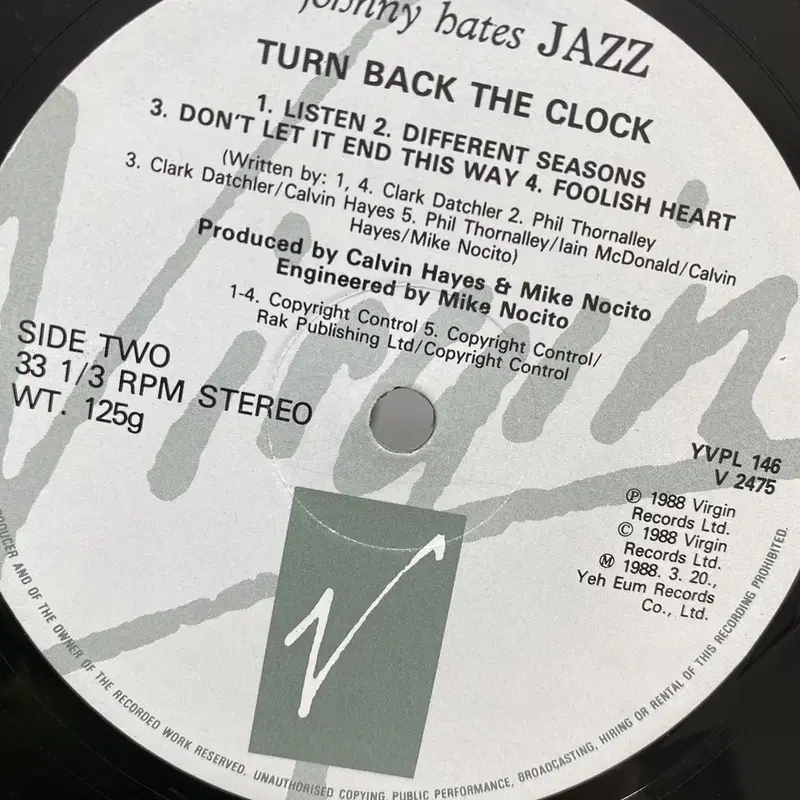 johnny hates JAZZ
TURN BACK THE CLOCK
1. LISTEN 2. DIFFERENT SEASONS
3. DON'T LET IT END THIS WAY 4. FOOLISH HEART
(Written by: 1, 4. Clark Datchler 2. Phil Thornalley
3. Clark Datchler/Calvin Hayes 5. Phil Thornalley/Iain McDonald/Calvin
Hayes/Mike Nocito)
Produced by Calvin Hayes & Mike Nocito
Engineered by Mike Nocito
1-4. Copyright Control 5. Copyright Control/
Rak Publishing Ltd/Copyright Control
SIDE TWO
33 1/3 RPM STEREO
WT. 125g
YVPL 146
V 2475
Ⓟ 1988 Virgin
Records Ltd.
© 1988 Virgin
Records Ltd.
Ⓜ 1988. 3. 20.,
Yeh Eum Records
Co., Ltd.
Virgin
V
PRODUCER AND OF THE OWNER OF THE RECORDED WORK RESERVED. UNAUTHORISED COPYING, PUBLIC PERFORMANCE, BROADCASTING, HIRING OR RENTAL OF THIS RECORDING PROHIBITED.